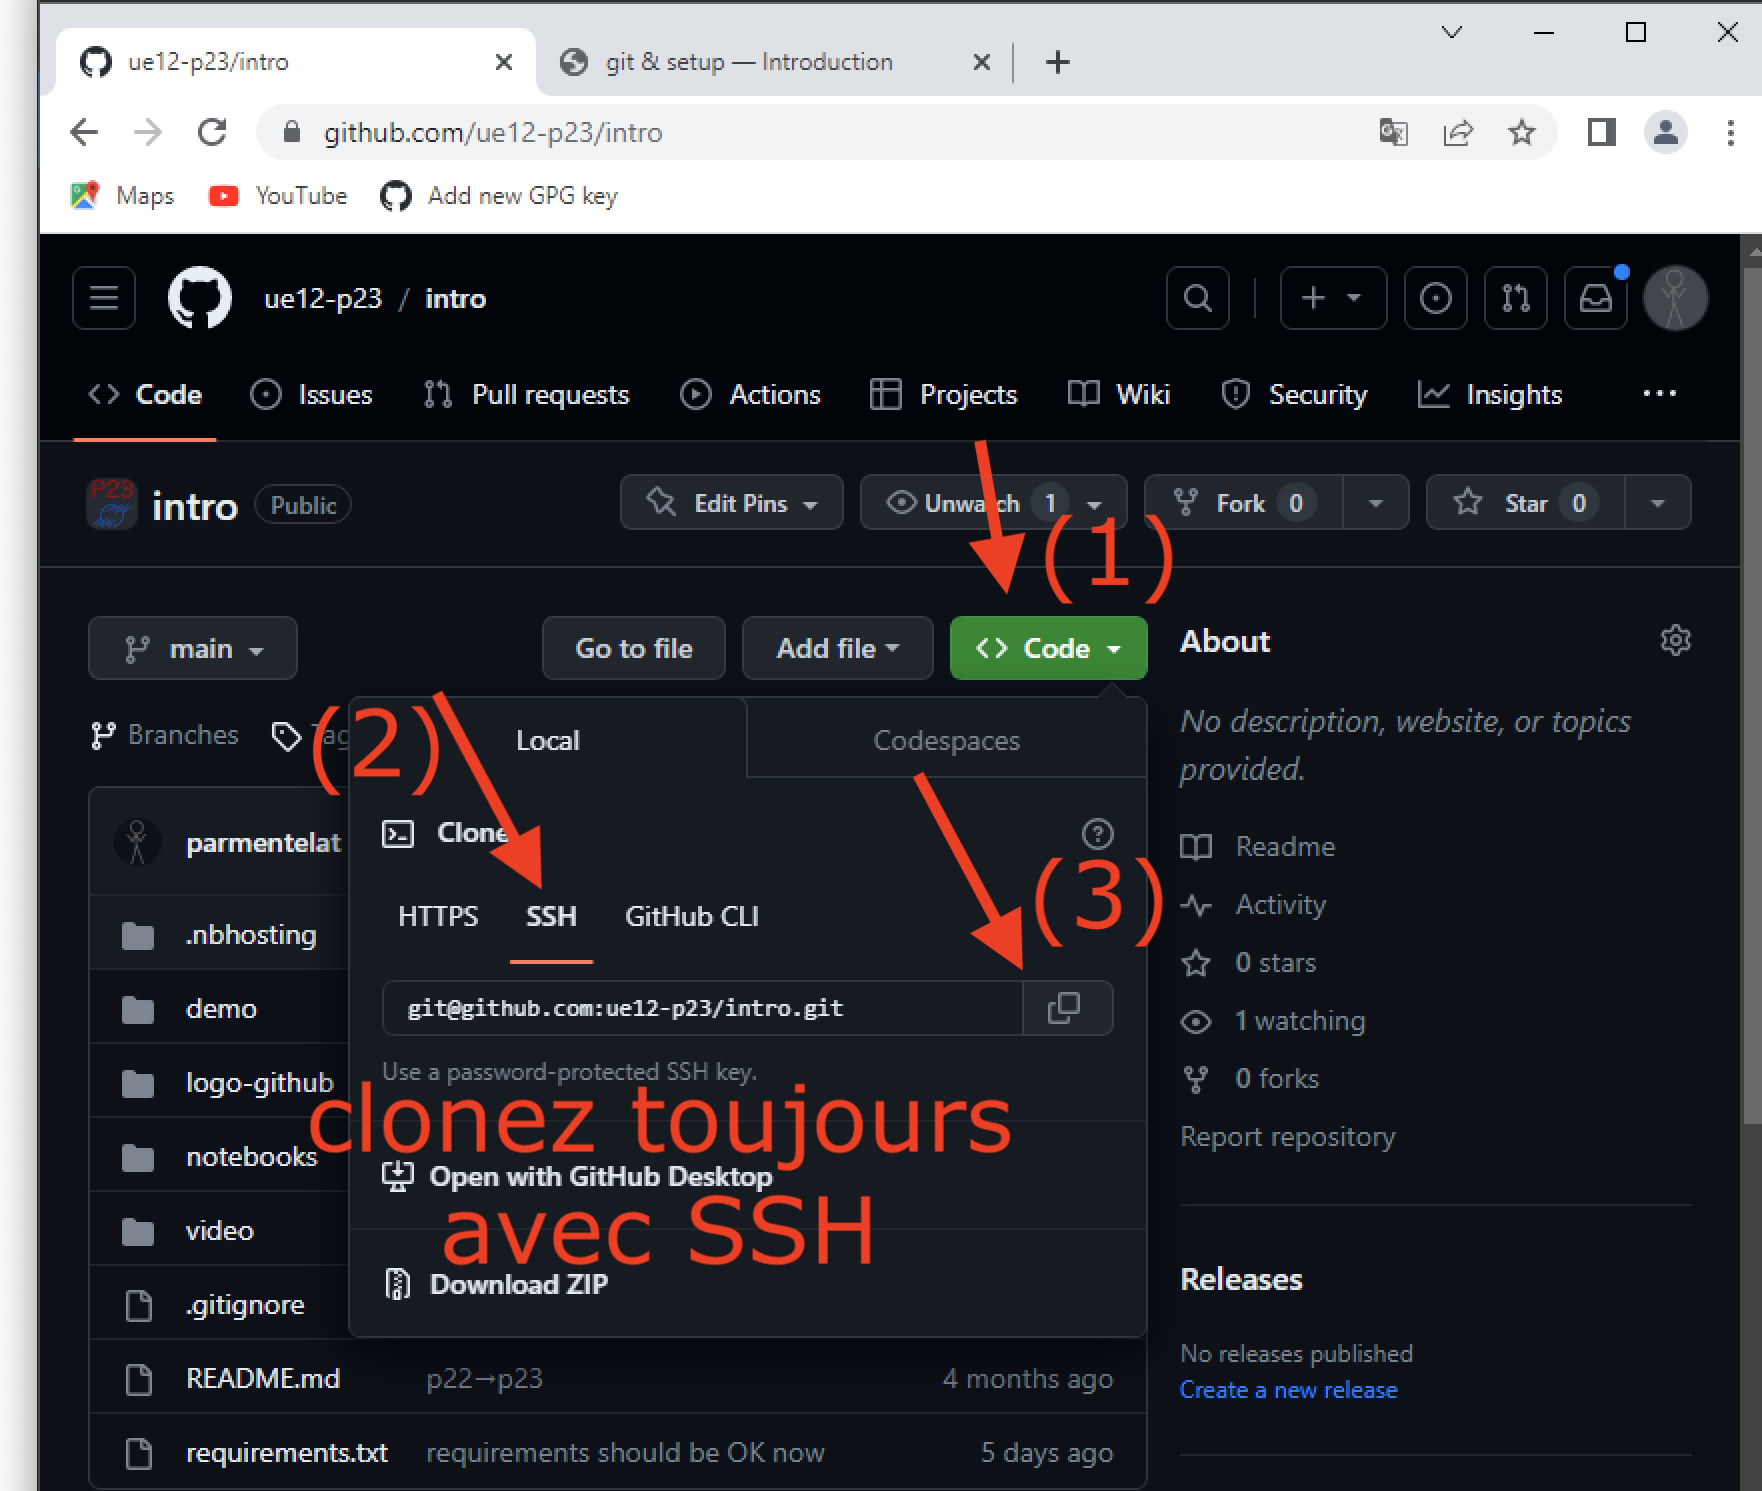 ue12-p23/intro
git & setup — Introduction
github.com/ue12-p23/intro
Maps YouTube Add new GPG key
ue12-p23 / intro
Code Issues Pull requests Actions Projects Wiki Security Insights
P23
intro Public Edit Pins Unwatch 1 Fork 0 Star 0
(1)
main Go to file Add file Code
About
Branches
(2)
Local Codespaces
No description, website, or topics
provided.
parmentelat
Clone
Readme
(3)
Activity
HTTPS SSH GitHub CLI
.nbhosting
0 stars
demo
git@github.com:ue12-p23/intro.git
1 watching
Use a password-protected SSH key.
logo-github
0 forks
clonez toujours
Report repository
notebooks
Open with GitHub Desktop
avec SSH
video
Download ZIP
Releases
.gitignore
No releases published
README.md p22→p23 4 months ago
Create a new release
requirements.txt requirements should be OK now 5 days ago